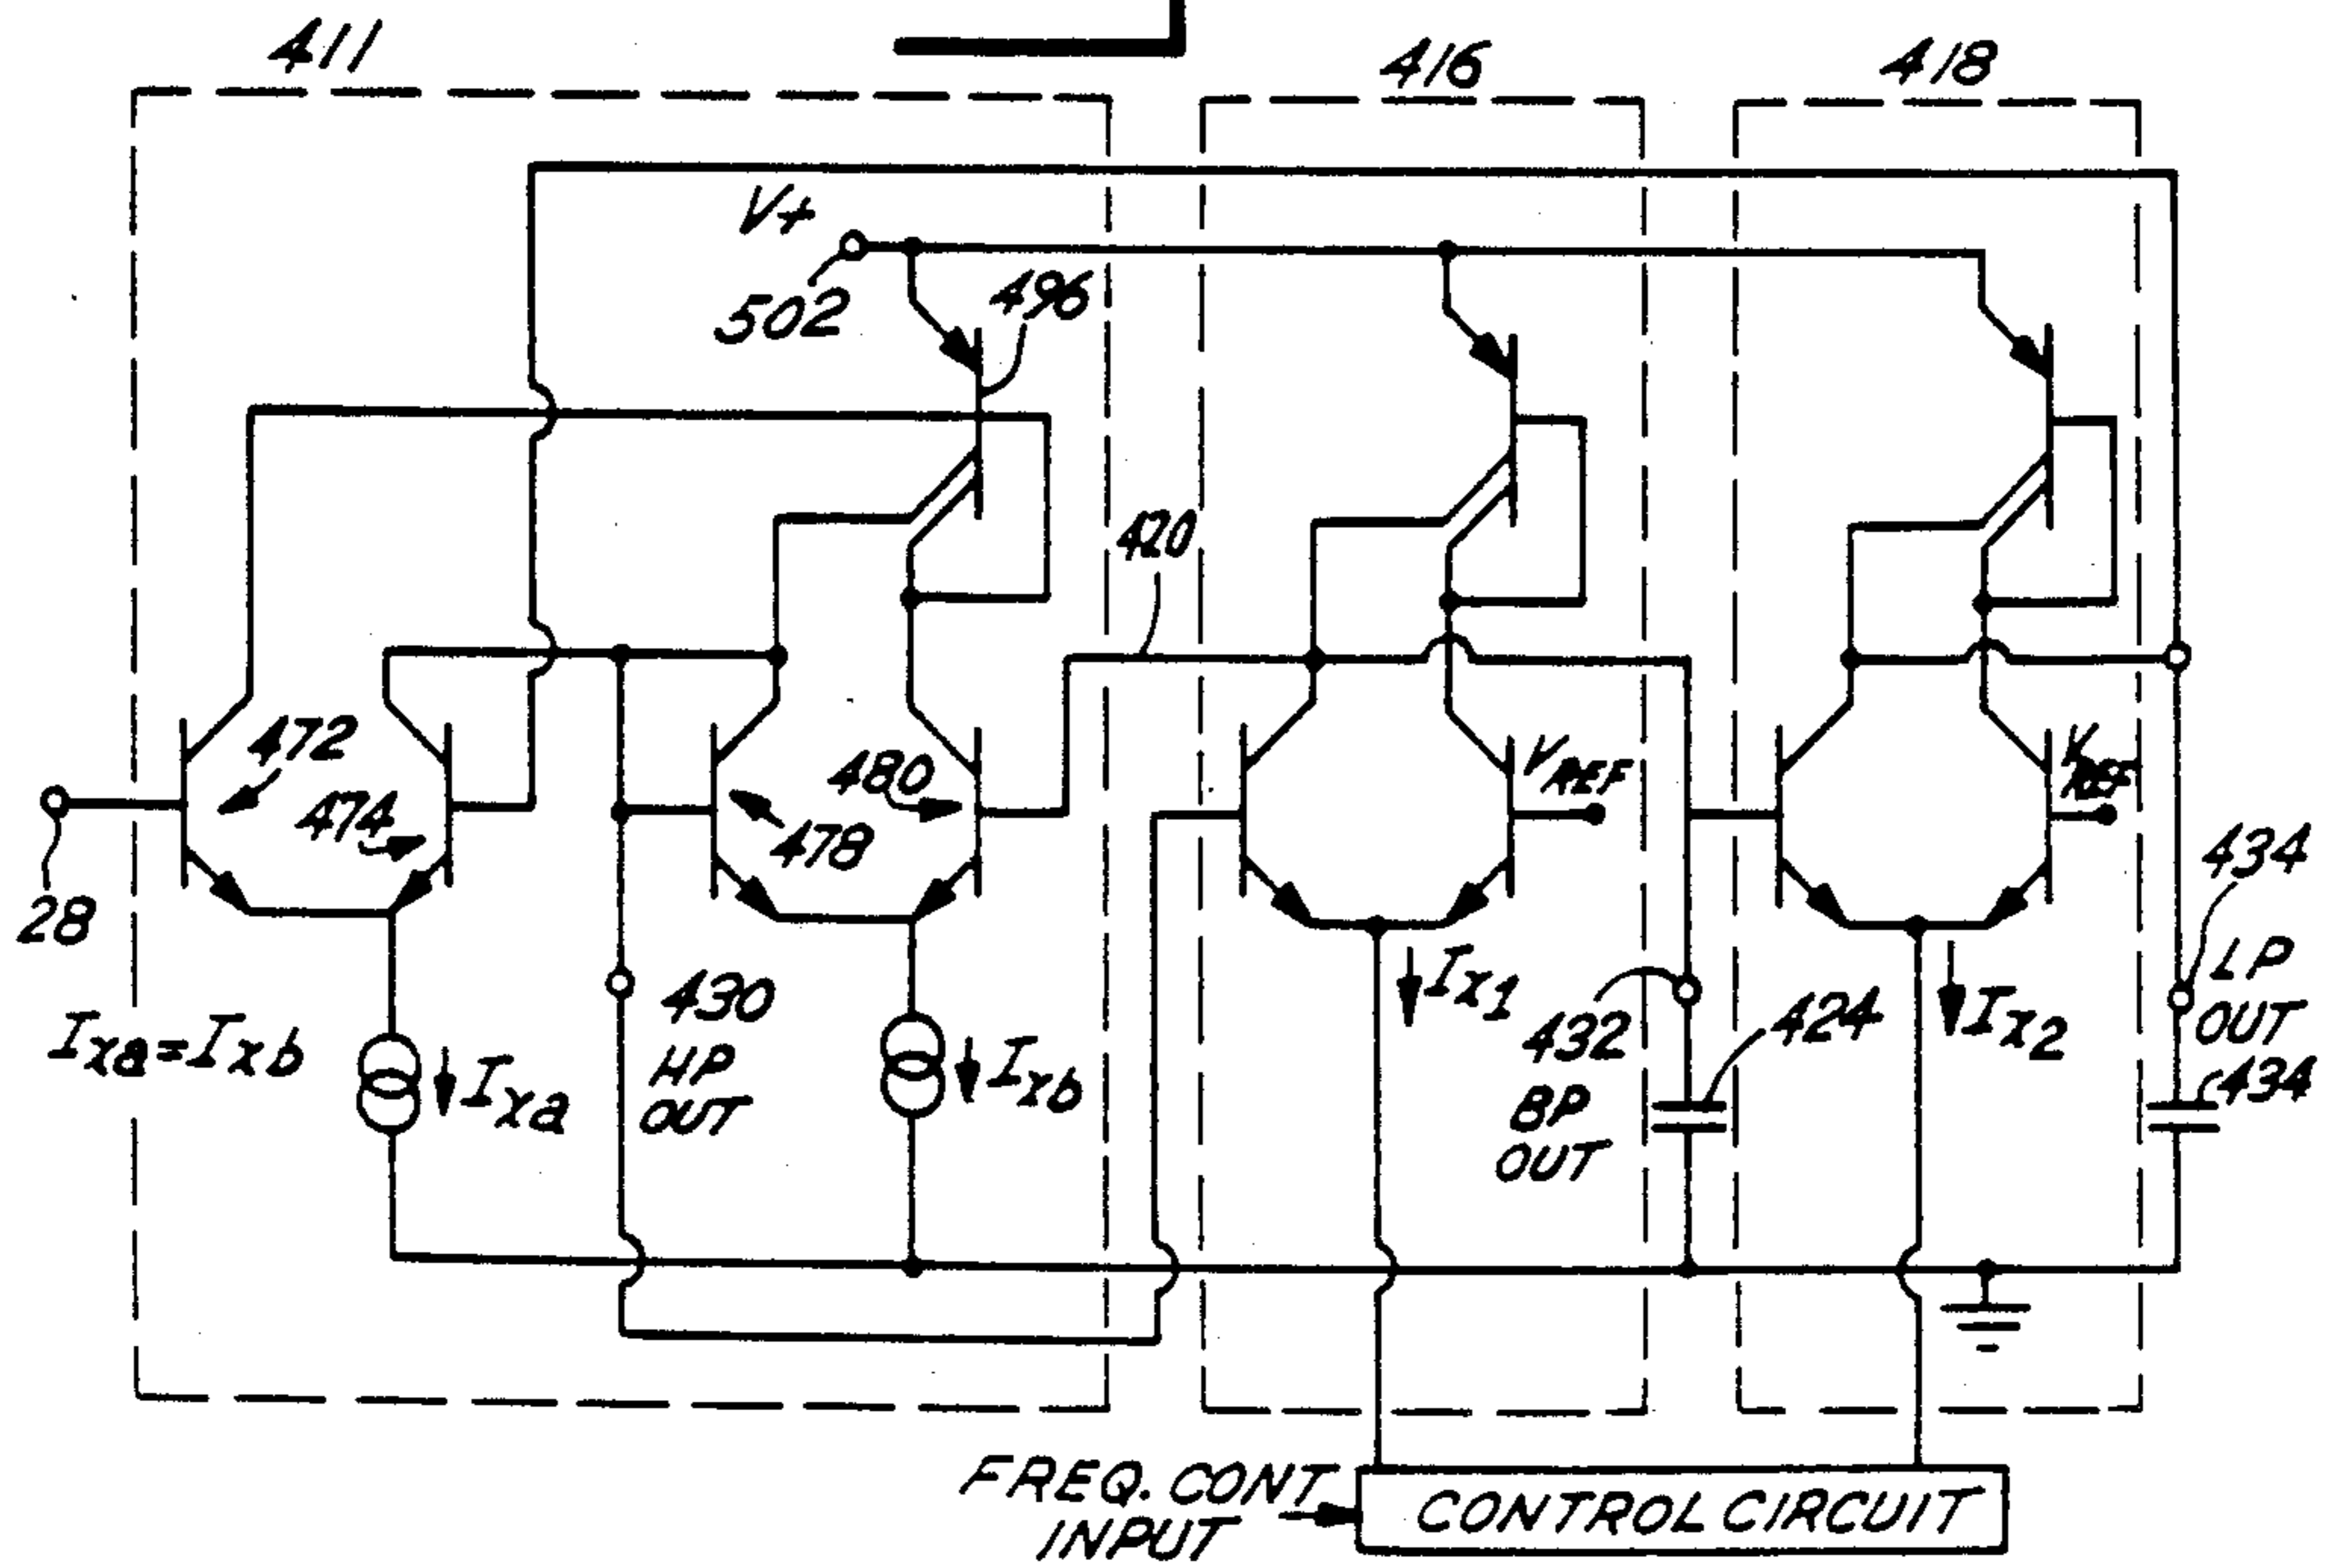 411
416
418
V+
502
496
420
472
474
480
478
VREF
VREF
28
434
LP
OUT
434
430
HP
OUT
Ixa=Ixb
Ixa
Ixb
Ix1
432
BP
OUT
424
Ix2
FREQ. CONT
INPUT
CONTROL CIRCUIT